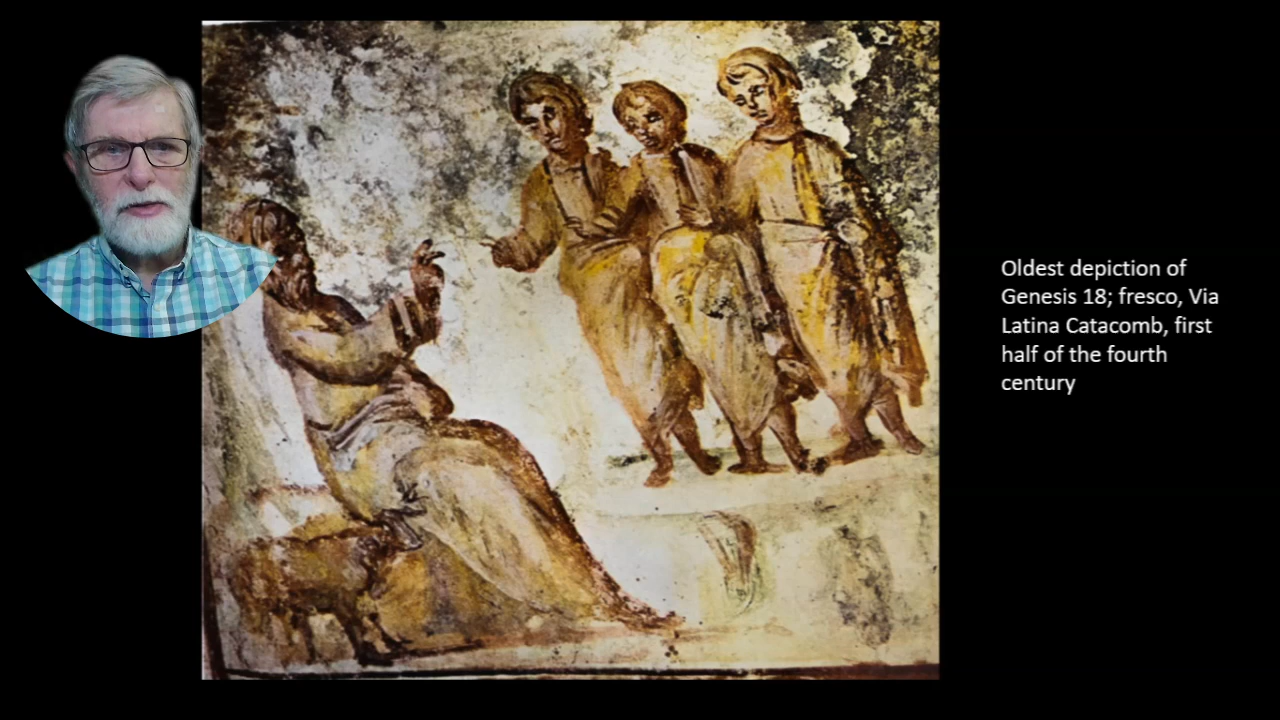 Oldest depiction of
Genesis 18; fresco, Via
Latina Catacomb, first
half of the fourth
century